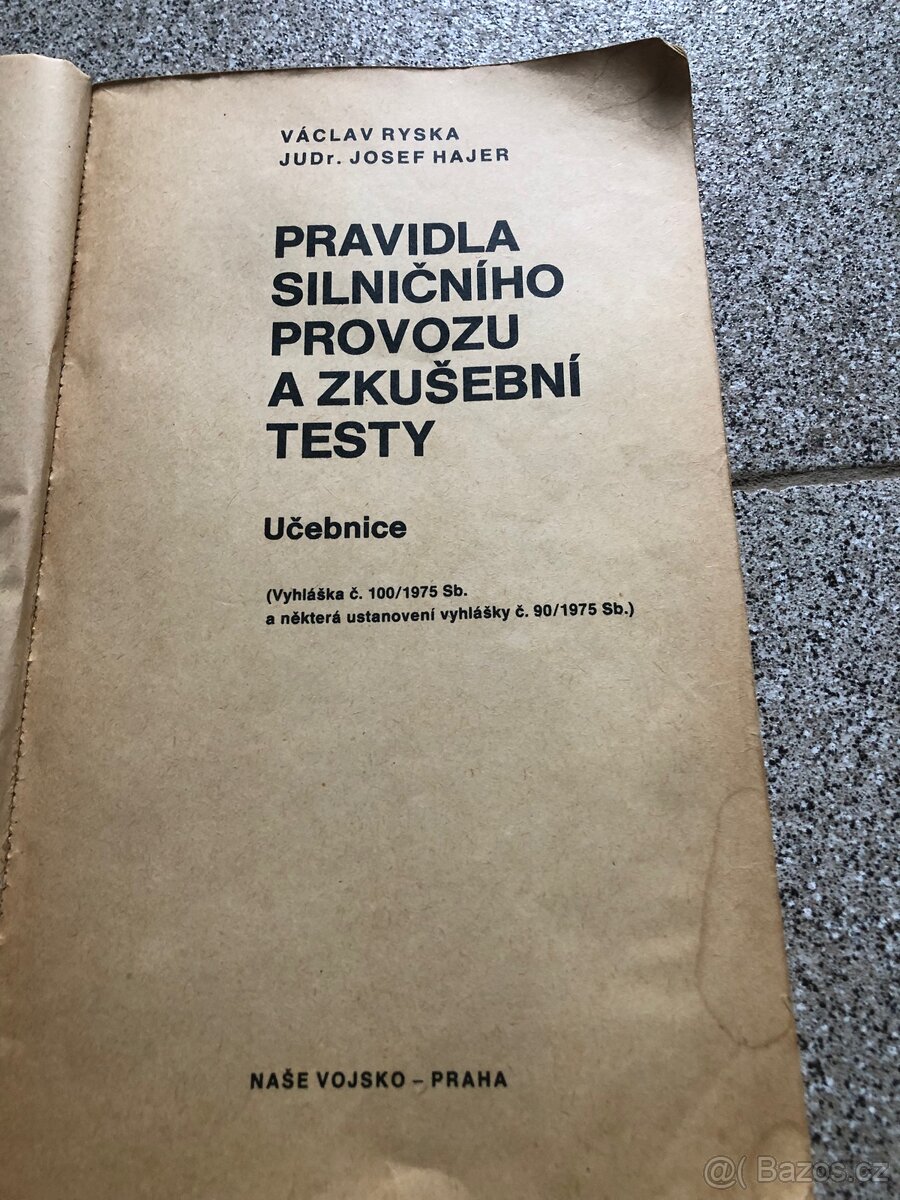 VÁCLAV RYSKA
JUDr. JOSEF HAJER
PRAVIDLA
SILNIČNÍHO
PROVOZU
A ZKUŠEBNÍ
TESTY
Učebnice
(Vyhláška č. 100/1975 Sb.
a některá ustanovení vyhlášky č. 90/1975 Sb.)
NAŠE VOJSKO – PRAHA
@( Bazos.cz